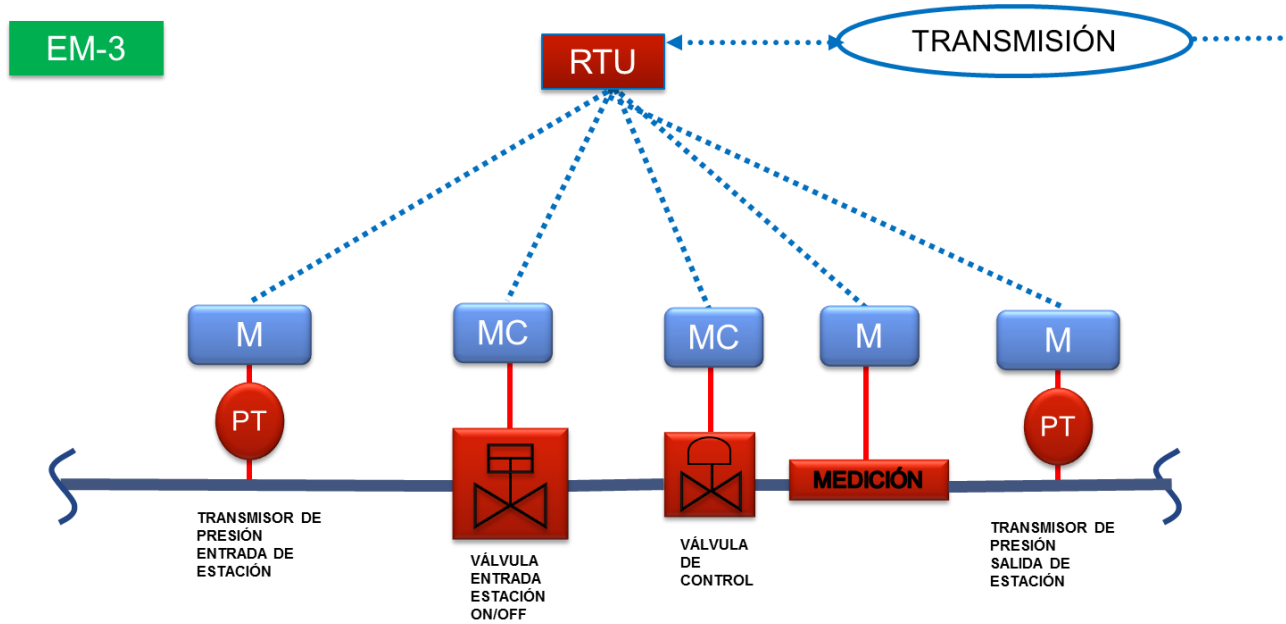 EM-3
RTU
TRANSMISIÓN
M
MC
MC
M
M
PT
PT
MEDICIÓN
TRANSMISOR DE
PRESIÓN
ENTRADA DE
ESTACIÓN
VÁLVULA
ENTRADA
ESTACIÓN
ON/OFF
VÁLVULA
DE
CONTROL
TRANSMISOR DE
PRESIÓN
SALIDA DE
ESTACIÓN